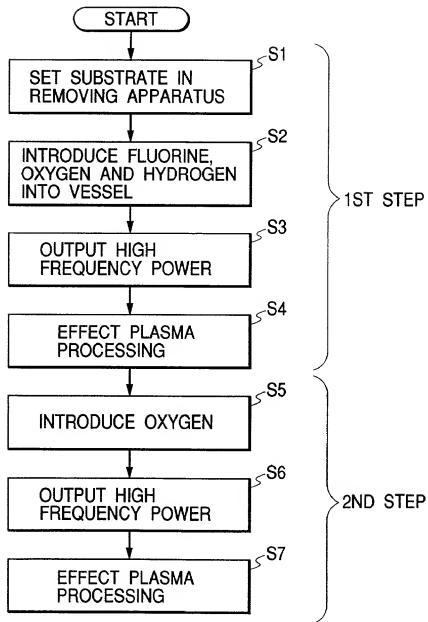 START
S1
SET SUBSTRATE IN
REMOVING APPARATUS
S2
INTRODUCE FLUORINE,
OXYGEN AND HYDROGEN
INTO VESSEL
1ST STEP
S3
OUTPUT HIGH
FREQUENCY POWER
S4
EFFECT PLASMA
PROCESSING
S5
INTRODUCE OXYGEN
S6
OUTPUT HIGH
FREQUENCY POWER
2ND STEP
S7
EFFECT PLASMA
PROCESSING